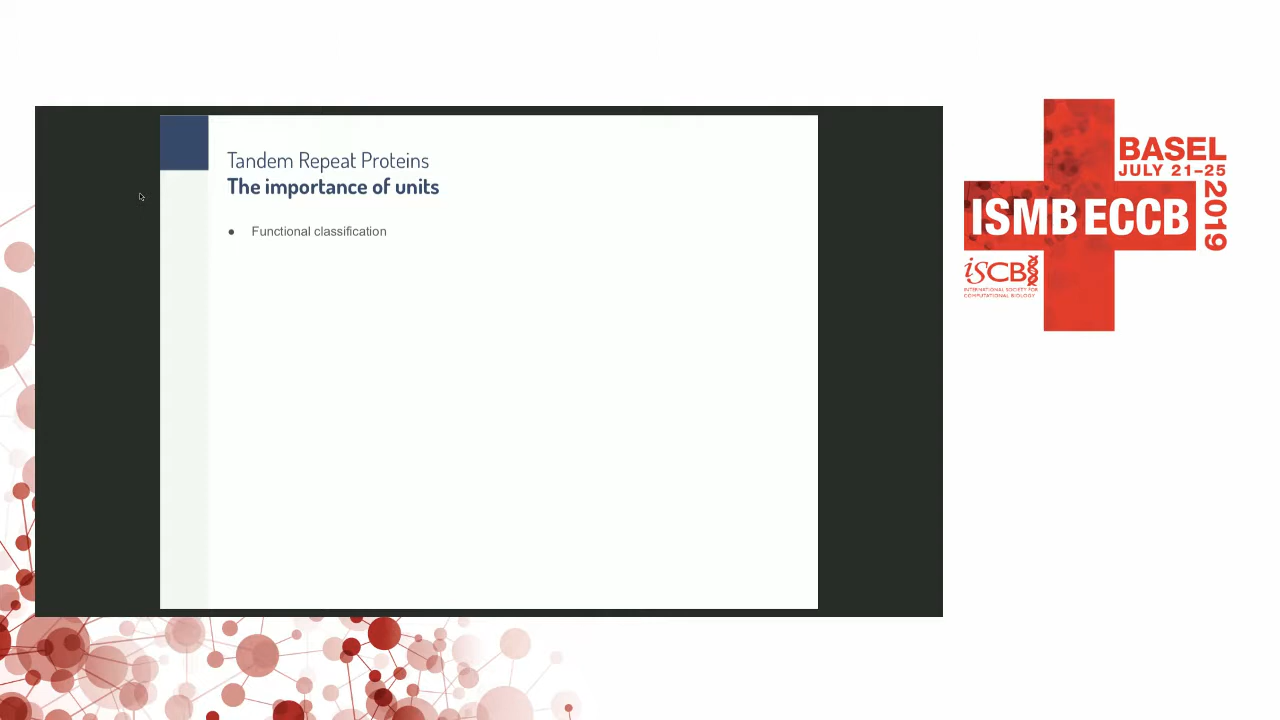 Tandem Repeat Proteins
The importance of units
● Functional classification
BASEL
JULY 21–25
2019
ISMB ECCB
iSCB
INTERNATIONAL SOCIETY FOR
COMPUTATIONAL BIOLOGY